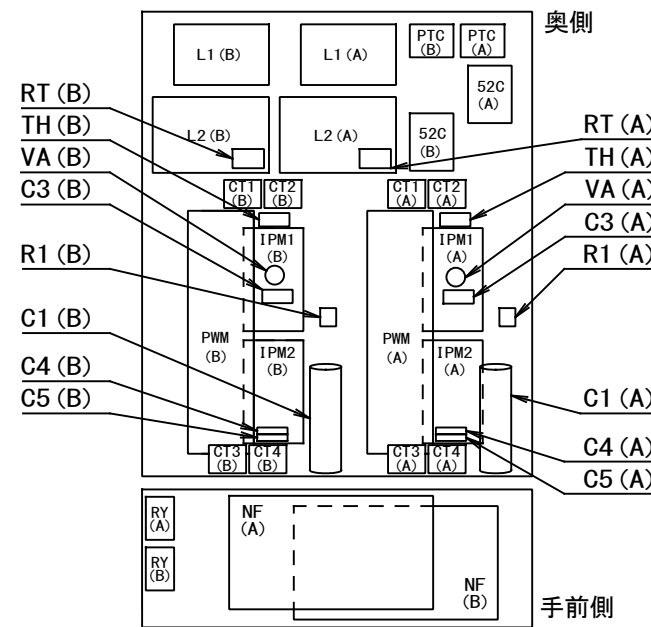 奥側
L1(B)
L1(A)
PTC
(B)
PTC
(A)
52C
(A)
RT(B)
TH(B)
VA(B)
C3(B)
R1(B)
C1(B)
C4(B)
C5(B)
L2(B)
L2(A)
52C
(B)
RT(A)
TH(A)
VA(A)
C3(A)
R1(A)
C1(A)
C4(A)
C5(A)
CT1
(B)
CT2
(B)
CT1
(A)
CT2
(A)
IPM1
(B)
IPM1
(A)
PWM
(B)
IPM2
(B)
PWM
(A)
IPM2
(A)
CT3
(B)
CT4
(B)
CT3
(A)
CT4
(A)
RY
(A)
RY
(B)
NF
(A)
NF
(B)
手前側